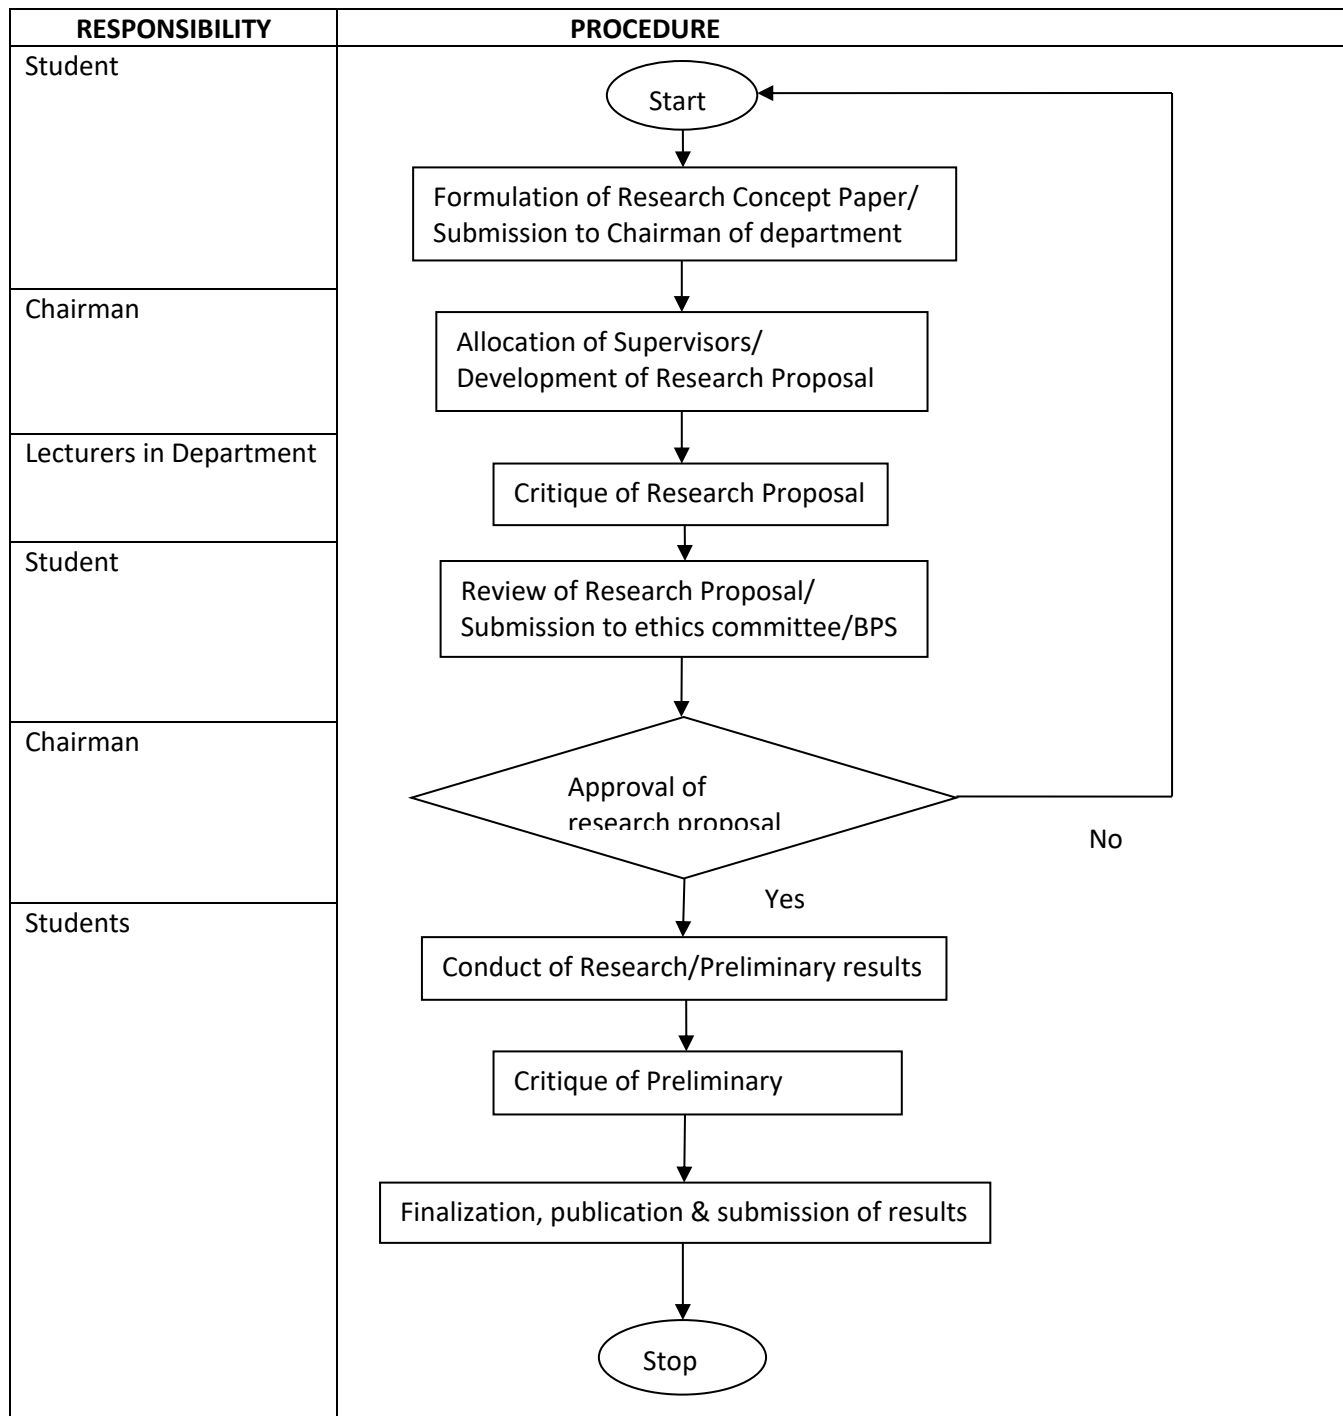 RESPONSIBILITY PROCEDURE
Student
Start
Formulation of Research Concept Paper/
Submission to Chairman of department
Chairman
Allocation of Supervisors/
Development of Research Proposal
Lecturers in Department
Critique of Research Proposal
Student
Review of Research Proposal/
Submission to ethics committee/BPS
Chairman
Approval of
research proposal
No
Yes
Students
Conduct of Research/Preliminary results
Critique of Preliminary
Finalization, publication & submission of results
Stop